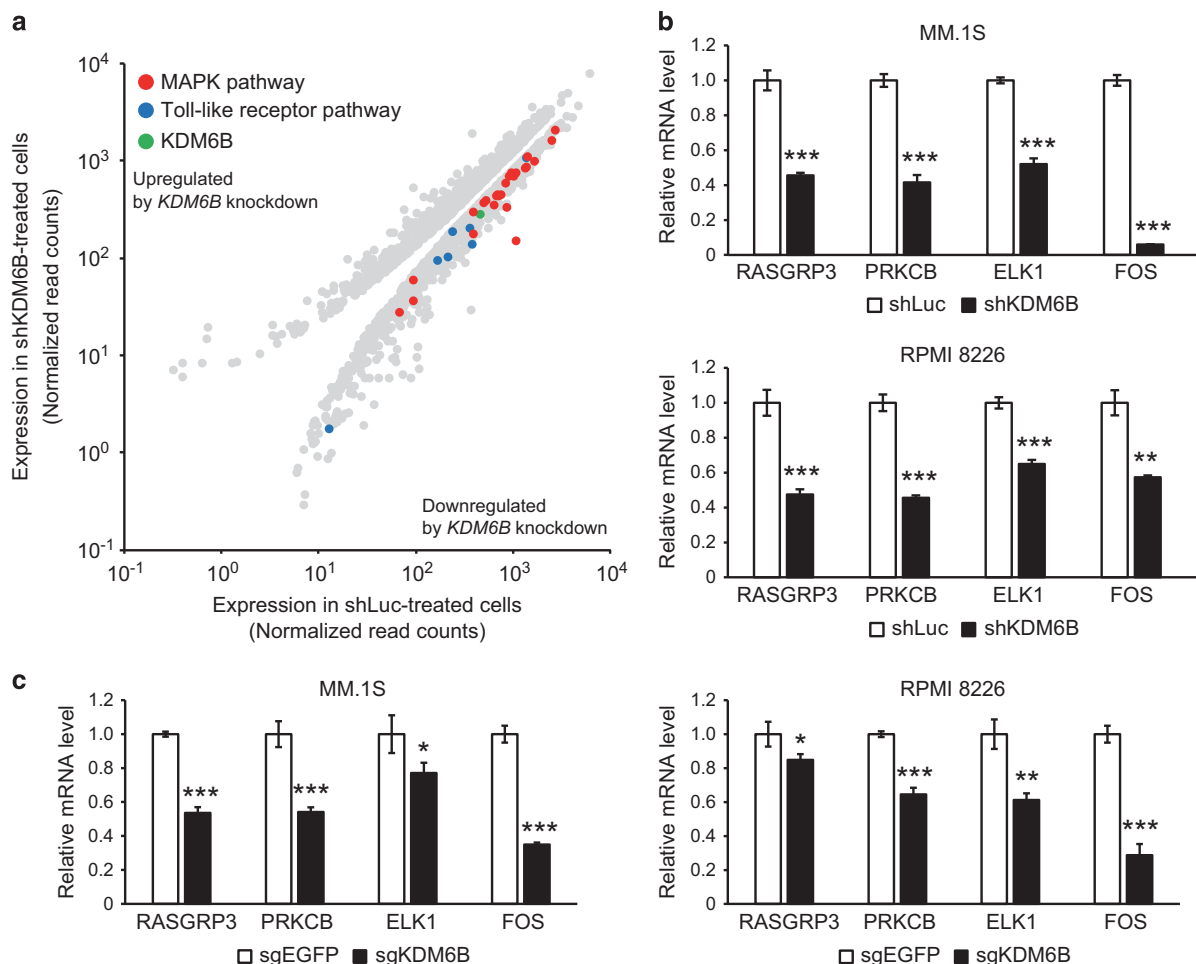 a
MAPK pathway
Toll-like receptor pathway
KDM6B
Upregulated
by KDM6B knockdown
Downregulated
by KDM6B knockdown
Expression in shKDM6B-treated cells
(Normalized read counts)
10^4
10^3
10^2
10^1
10^0
10^-1
10^-1 10^0 10^1 10^2 10^3 10^4
Expression in shLuc-treated cells
(Normalized read counts)
b
MM.1S
Relative mRNA level
1.2
1.0
0.8
0.6
0.4
0.2
0
*** *** *** ***
RASGRP3 PRKCB ELK1 FOS
shLuc shKDM6B
RPMI 8226
Relative mRNA level
1.2
1.0
0.8
0.6
0.4
0.2
0
*** *** *** **
RASGRP3 PRKCB ELK1 FOS
shLuc shKDM6B
c
MM.1S
Relative mRNA level
1.2
1.0
0.8
0.6
0.4
0.2
0
*** *** * ***
RASGRP3 PRKCB ELK1 FOS
sgEGFP sgKDM6B
RPMI 8226
Relative mRNA level
1.2
1.0
0.8
0.6
0.4
0.2
0
* *** ** ***
RASGRP3 PRKCB ELK1 FOS
sgEGFP sgKDM6B